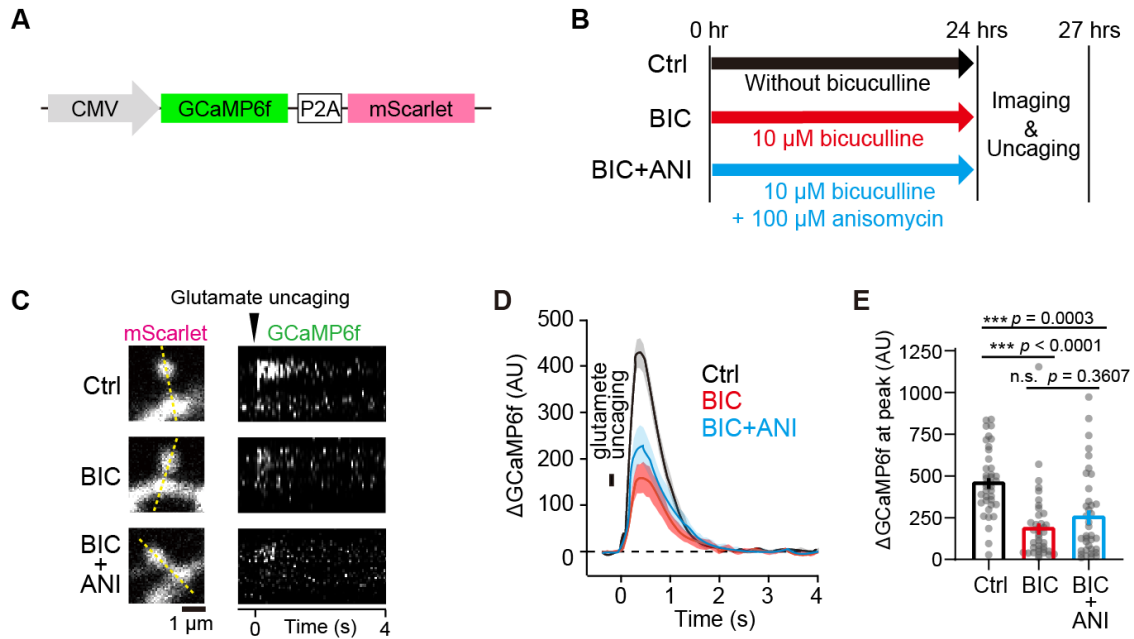 A
CMV
GCaMP6f
P2A
mScarlet
B
0 hr
24 hrs
27 hrs
Ctrl
Without bicuculline
BIC
10 µM bicuculline
BIC+ANI
10 µM bicuculline
+ 100 µM anisomycin
Imaging
&
Uncaging
C
Glutamate uncaging
mScarlet
GCaMP6f
Ctrl
BIC
BIC
+
ANI
1 µm
0
Time (s)
4
D
ΔGCaMP6f (AU)
500
400
300
200
100
0
glutamete
uncaging
Ctrl
BIC
BIC+ANI
0
1
2
3
4
Time (s)
E
*** p = 0.0003
*** p < 0.0001
n.s. p = 0.3607
ΔGCaMP6f at peak (AU)
1250
1000
750
500
250
0
Ctrl
BIC
BIC
+
ANI